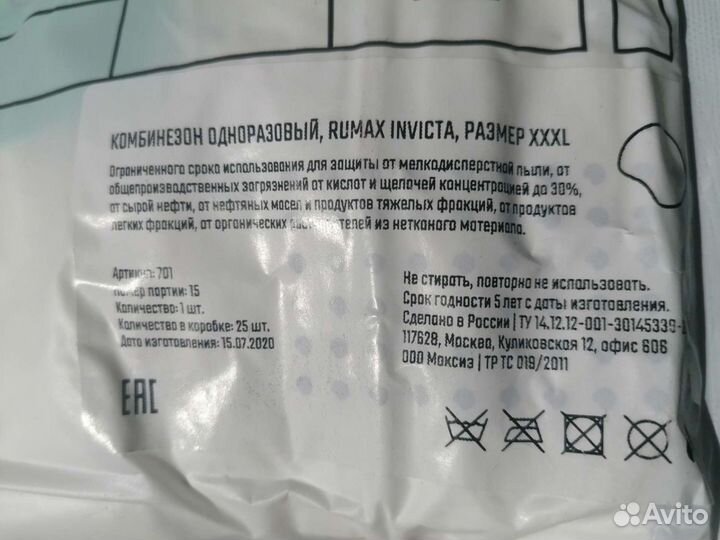 КОМБИНЕЗОН ОДНОРАЗОВЫЙ, RUMAX INVICTA, РАЗМЕР XXXL
Ограниченного срока использования для защиты от мелкодисперстной пыли, от
общепроизводственных загрязнений от кислот и щелочей концентрацией до 30%,
от сырой нефти, от нефтяных масел и продуктов тяжелых фракций, от продуктов
легких фракций, от органических растворителей из нетканого материала.
Артикул: 701
Номер партии: 15
Количество: 1 шт.
Количество в коробке: 25 шт.
Дата изготовления: 15.07.2020
Не стирать, повторно не использовать.
Срок годности 5 лет с даты изготовления.
Сделано в России | ТУ 14.12.12-001-30145339-
117628, Москва, Куликовская 12, офис 606
ООО Максиз | ТР ТС 019/2011
EAC
Avito